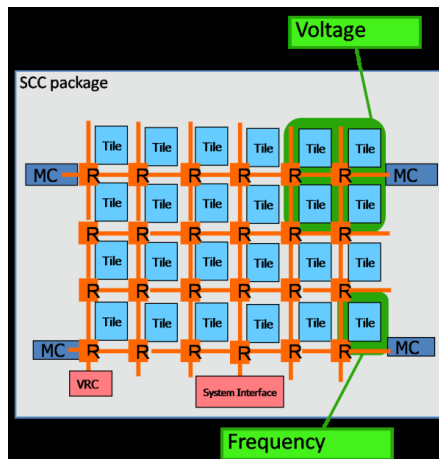 Voltage
SCC package
Tile Tile Tile Tile Tile Tile
MC R R R R R R MC
Tile Tile Tile Tile Tile Tile
R R R R R R
Tile Tile Tile Tile Tile Tile
R R R R R R
Tile Tile Tile Tile Tile Tile
MC R R R R R R MC
VRC
System Interface
Frequency